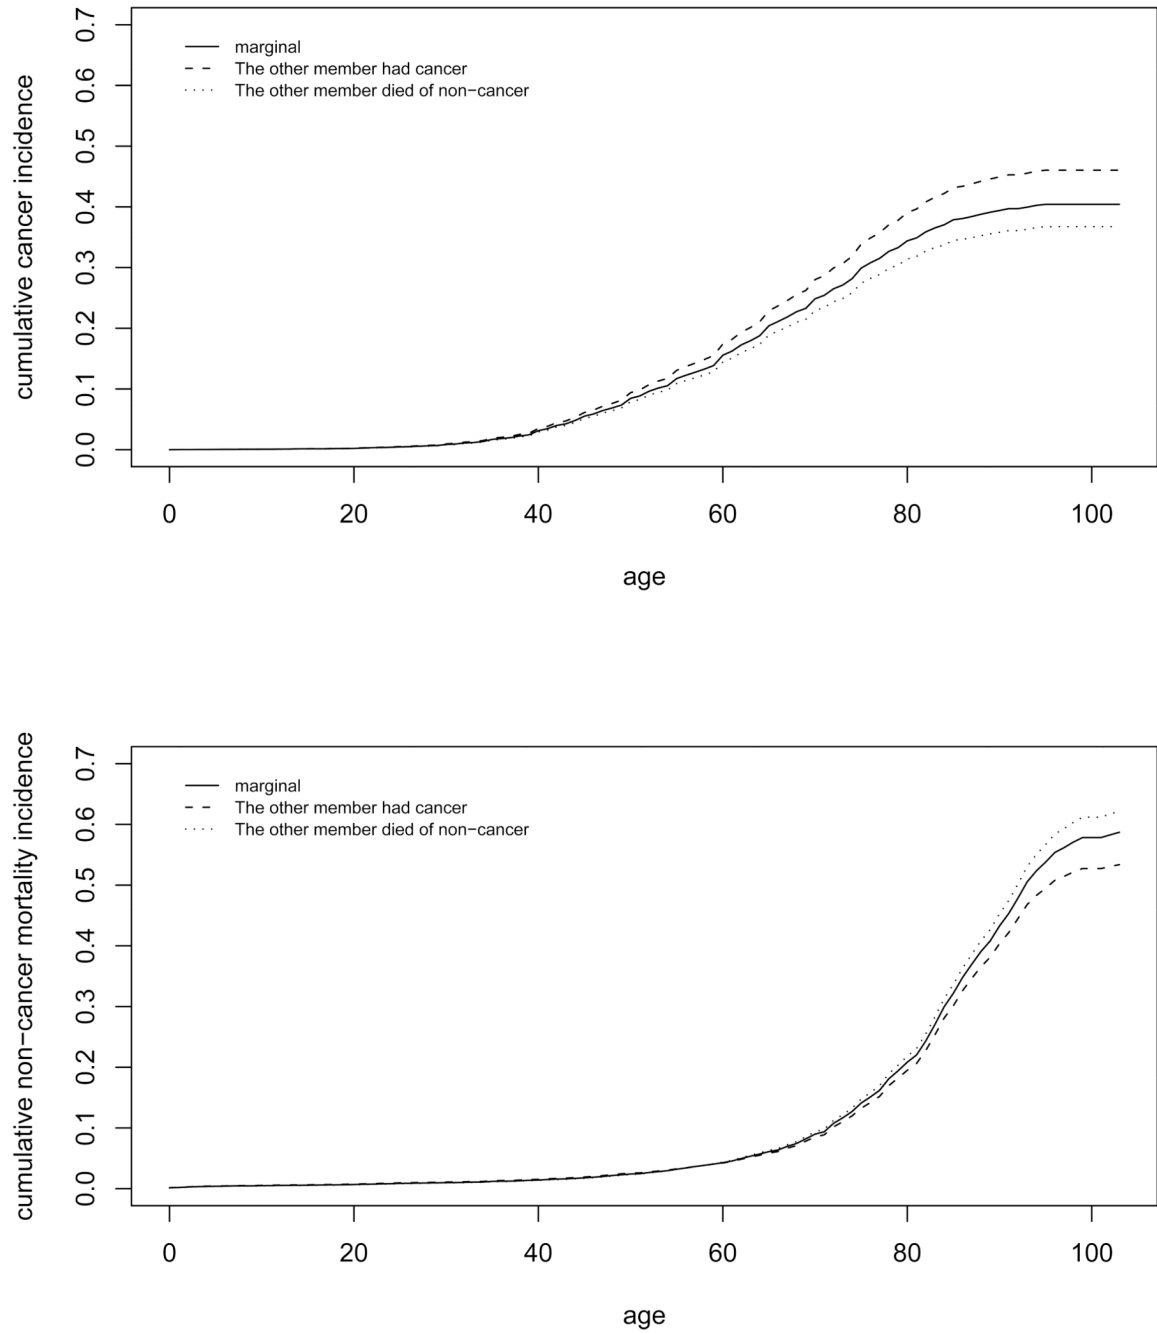 cumulative cancer incidence
0.7
0.6
0.5
0.4
0.3
0.2
0.1
0.0
marginal
The other member had cancer
The other member died of non−cancer
0 20 40 60 80 100
age
cumulative non−cancer mortality incidence
0.7
0.6
0.5
0.4
0.3
0.2
0.1
0.0
marginal
The other member had cancer
The other member died of non−cancer
0 20 40 60 80 100
age